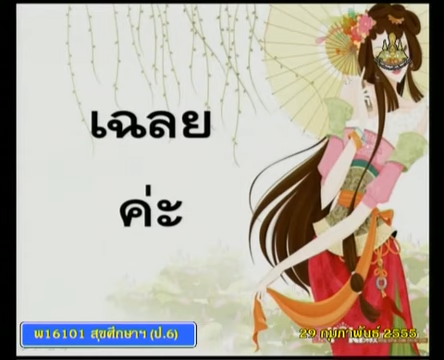 เฉลย
ค่ะ
พ16101 สุขศึกษาฯ (ป.6)
29 กุมภาพันธ์ 2555